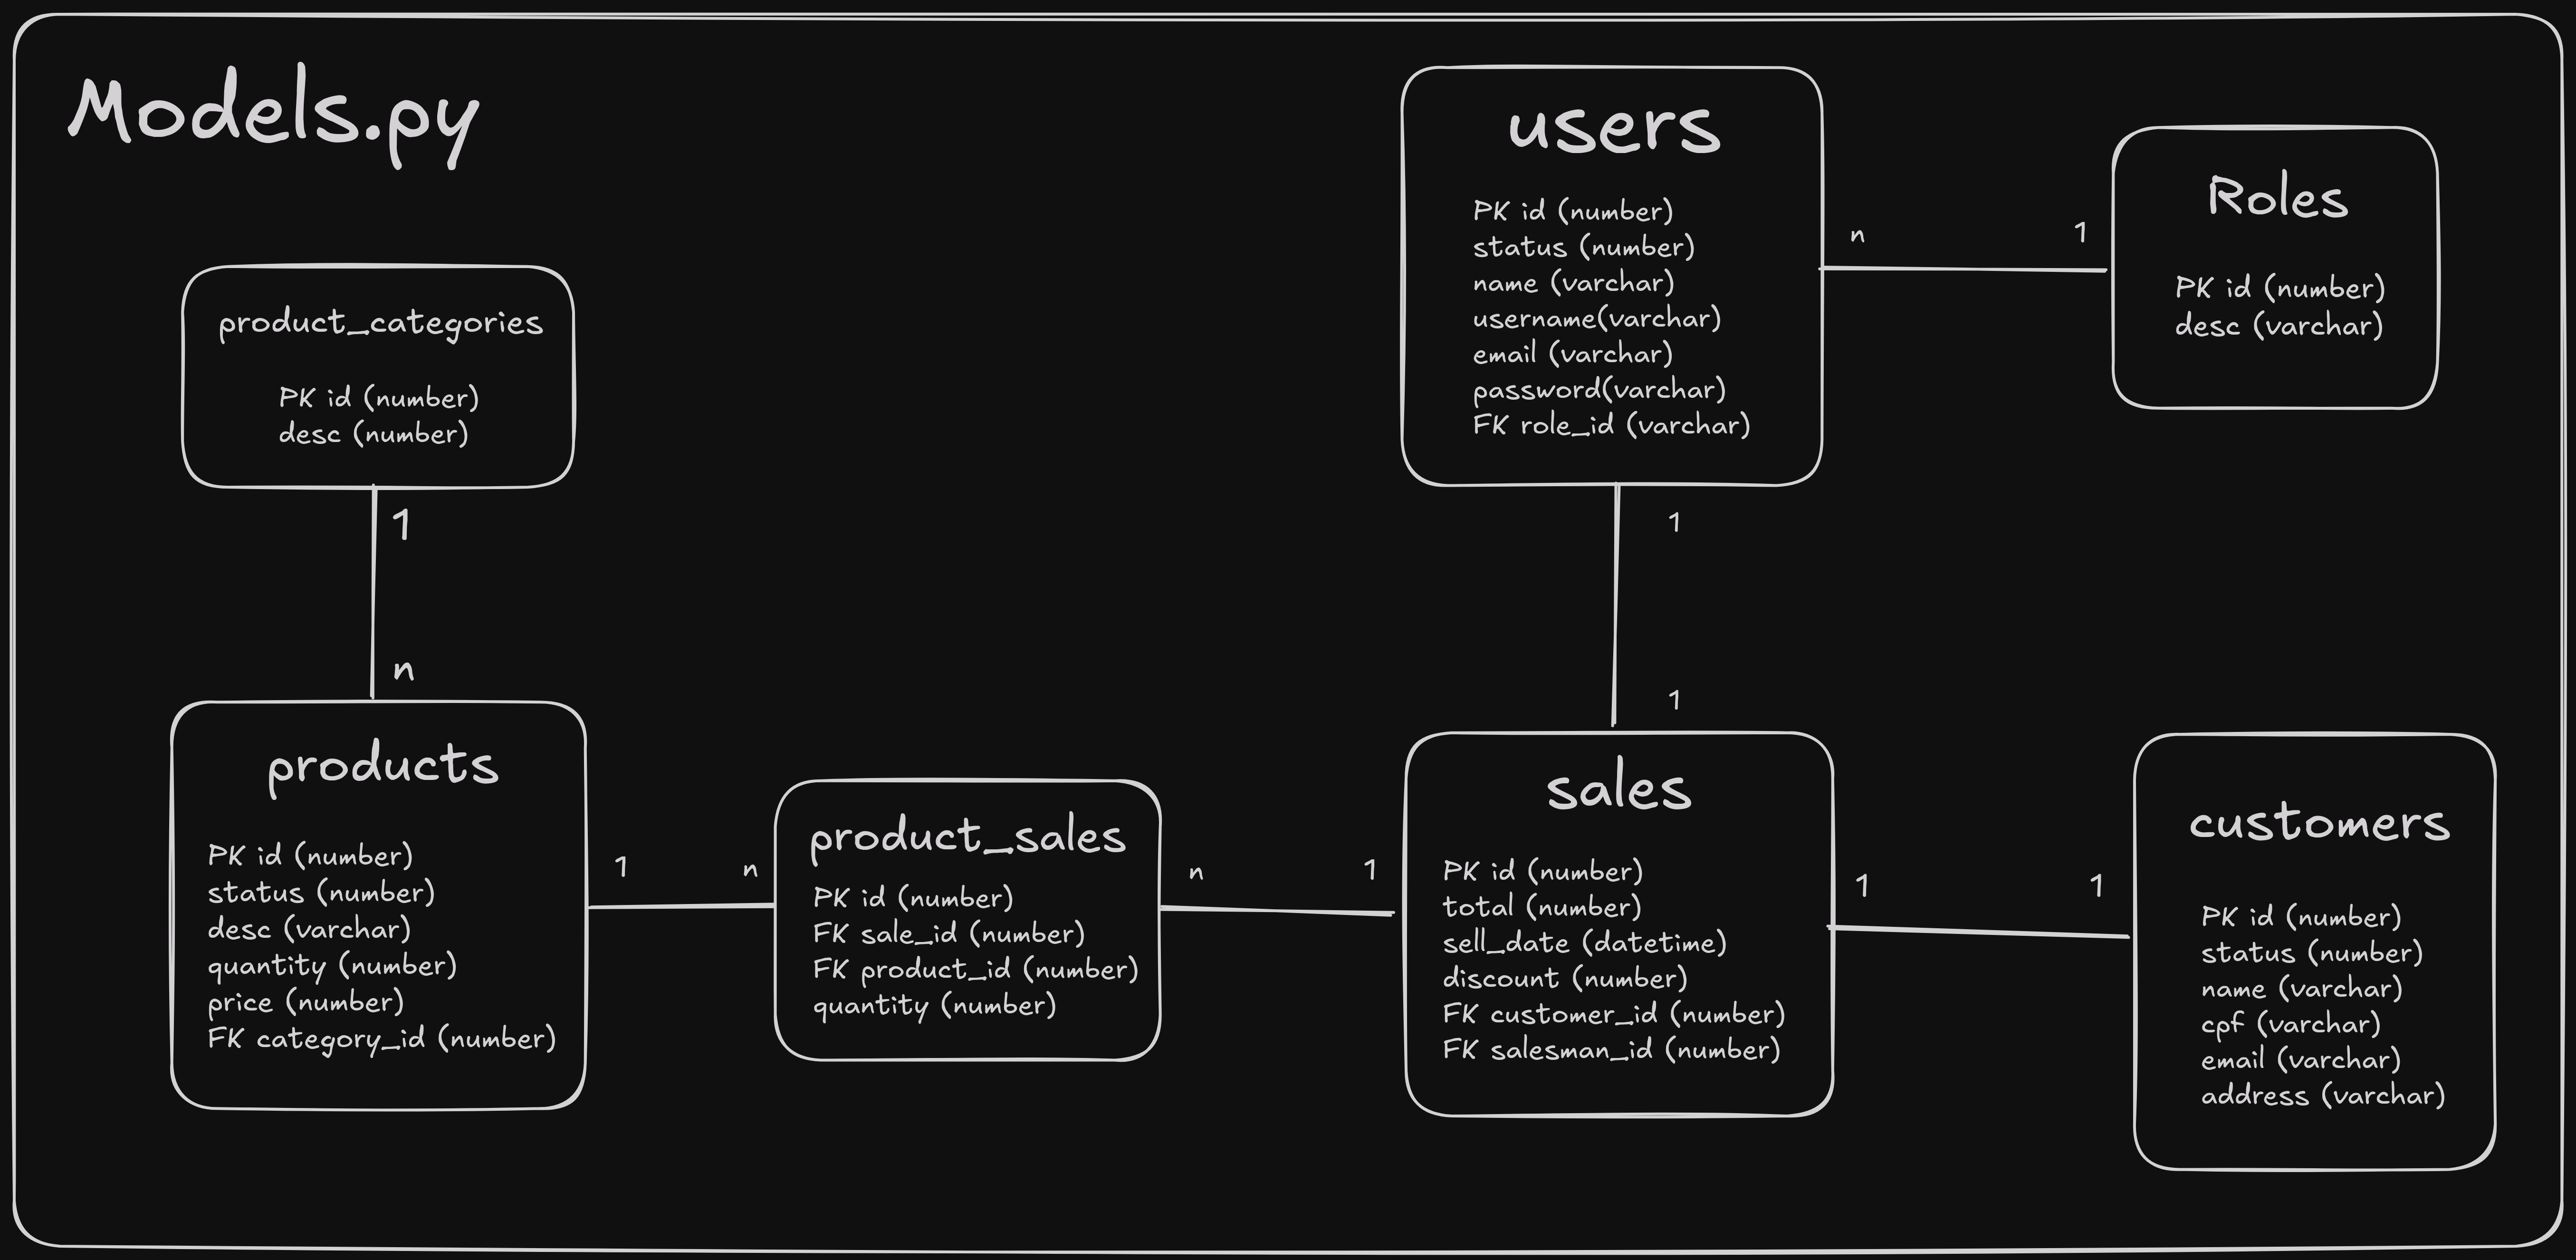 Models.py
users
PK id (number)
status (number)
name (varchar)
username(varchar)
email (varchar)
password(varchar)
FK role_id (varchar)
n
1
Roles
PK id (number)
desc (varchar)
product_categories
PK id (number)
desc (number)
1
n
1
1
products
PK id (number)
status (number)
desc (varchar)
quantity (number)
price (number)
FK category_id (number)
1
n
product_sales
PK id (number)
FK sale_id (number)
FK product_id (number)
quantity (number)
n
1
sales
PK id (number)
total (number)
sell_date (datetime)
discount (number)
FK customer_id (number)
FK salesman_id (number)
1
1
customers
PK id (number)
status (number)
name (varchar)
cpf (varchar)
email (varchar)
address (varchar)